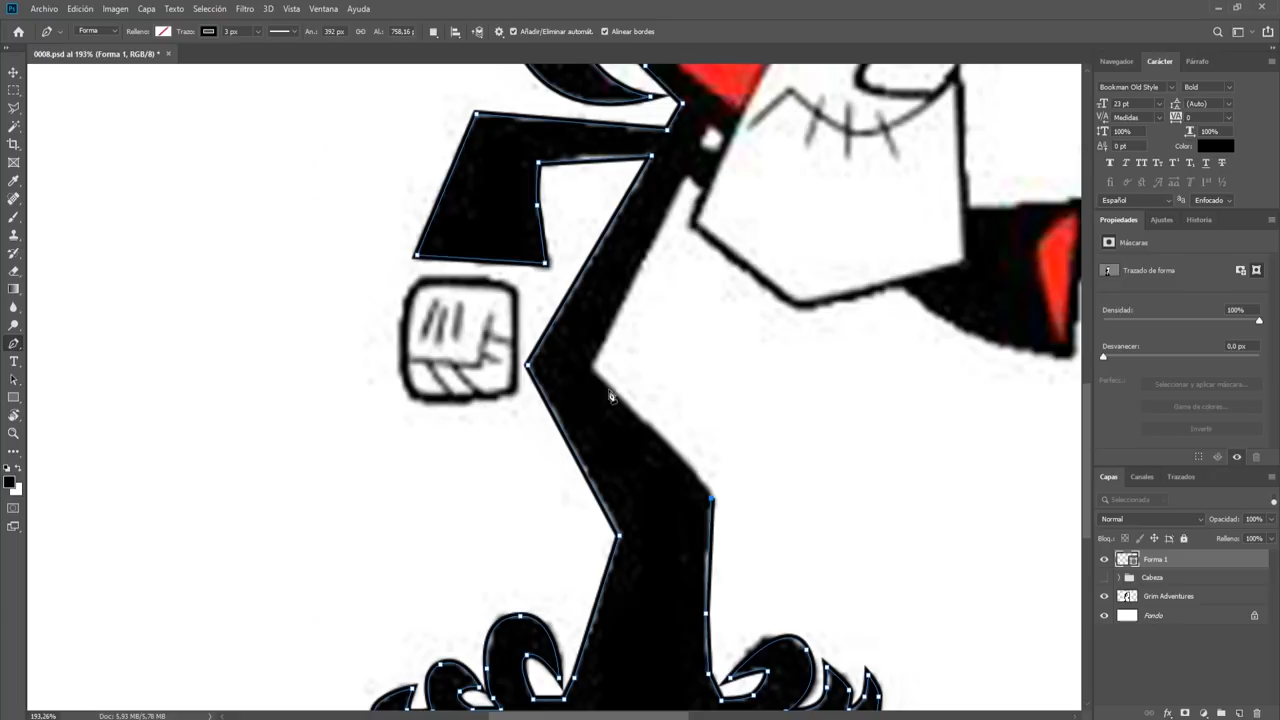 Archivo Edición Imagen Capa Texto Selección Filtro 3D Vista Ventana Ayuda
Forma Relleno: Trazo: 3 px An.: 392 px Al.: 758,16 p Añadir/Eliminar automát. Alinear bordes
0008.psd al 193% (Forma 1, RGB/8) *
Navegador Carácter Párrafo
Bookman Old Style Bold
23 pt (Auto)
Medidas 0
100% 100%
0 pt Color:
Español Enfocado
Propiedades Ajustes Historia
Máscaras
Trazado de forma
Densidad: 100%
Desvanecer: 0,0 px
Perfecc...: Seleccionar y aplicar máscara...
Gama de colores...
Invertir
Capas Canales Trazados
Seleccionada
Normal Opacidad: 100%
Bloq.: Relleno: 100%
Forma 1
Cabeza
Grim Adventures
Fondo
193,26% Doc: 5,93 MB/5,78 MB